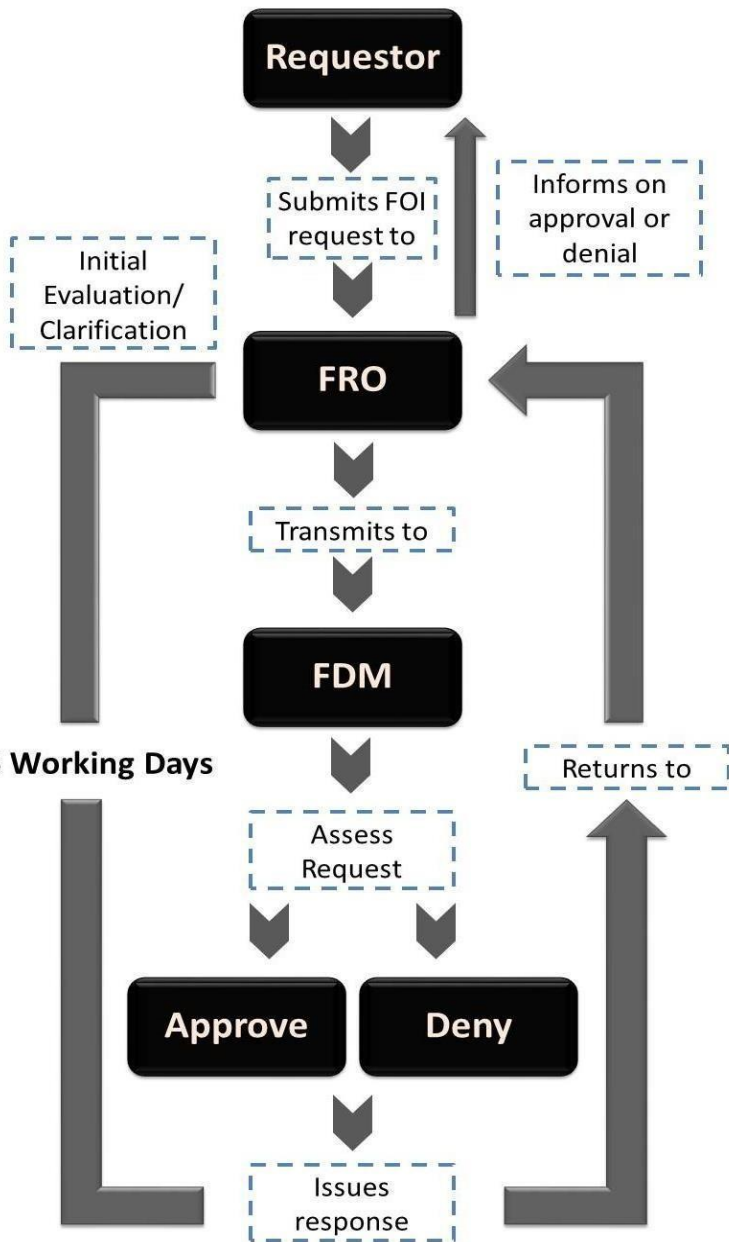 Requestor
Submits FOI
request to
Informs on
approval or
denial
Initial
Evaluation/
Clarification
FRO
Transmits to
FDM
Working Days
Returns to
Assess
Request
Approve
Deny
Issues
response